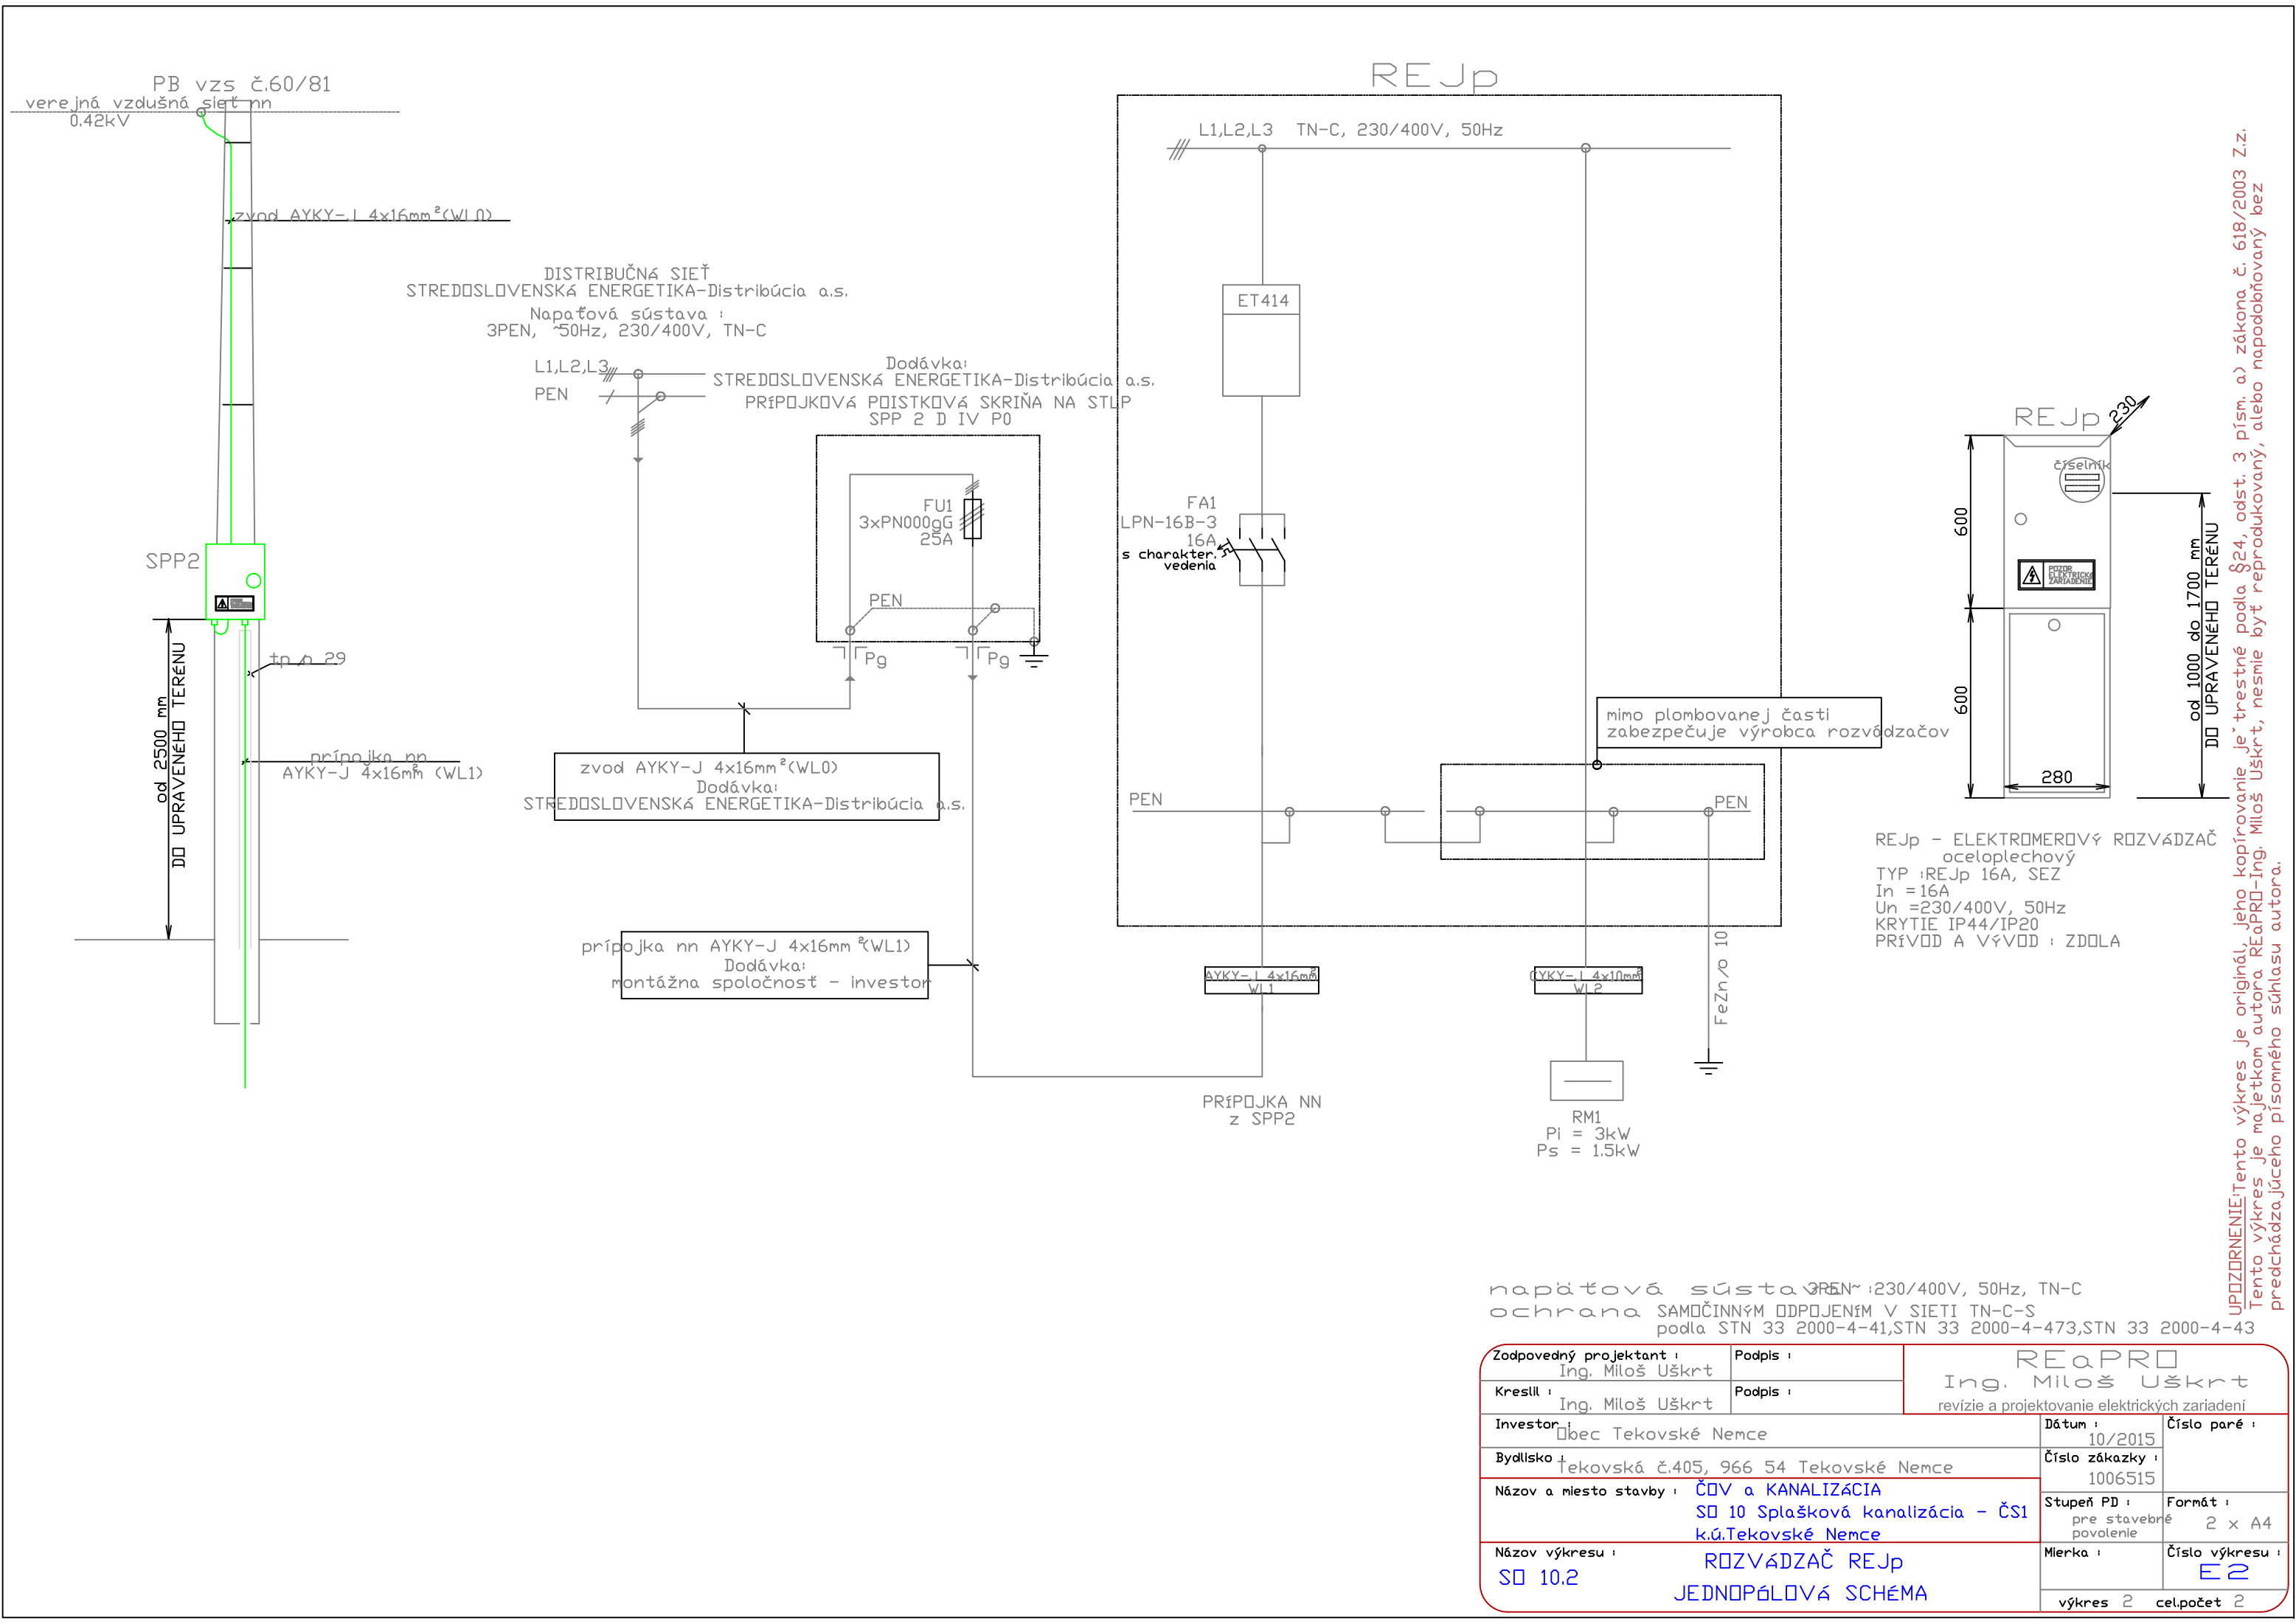 PB vzs č.60/81
verejná vzdušná sieť nn
0.42kV
zvod AYKY-J 4x16mm²(WL0)
SPP2
tp/o 29
prípojka nn
AYKY-J 4x16mm² (WL1)
od 2500 mm
DO UPRAVENÉHO TERÉNU
DISTRIBUČNÁ SIEŤ
STREDOSLOVENSKÁ ENERGETIKA-Distribúcia a.s.
Napaťová sústava :
3PEN, ~50Hz, 230/400V, TN-C
L1,L2,L3
PEN
Dodávka:
STREDOSLOVENSKÁ ENERGETIKA-Distribúcia a.s.
PRÍPOJKOVÁ POISTKOVÁ SKRIŇA NA STLP
SPP 2 D IV P0
FU1
3xPN000gG
25A
PEN
Pg
Pg
zvod AYKY-J 4x16mm²(WL0)
Dodávka:
STREDOSLOVENSKÁ ENERGETIKA-Distribúcia a.s.
prípojka nn AYKY-J 4x16mm²(WL1)
Dodávka:
montážna spoločnosť - investor
REJp
L1,L2,L3 TN-C, 230/400V, 50Hz
ET414
FA1
LPN-16B-3
16A
s charakter.
vedenia
mimo plombovanej časti
zabezpečuje výrobca rozvádzačov
PEN
PEN
AYKY-J 4x16mm²
WL1
CYKY-J 4x10mm²
WL2
FeZn/o 10
PRÍPOJKA NN
z SPP2
RM1
Pi = 3kW
Ps = 1.5kW
REJp
230
číselník
600
POZOR
ELEKTRICKÉ
ZARIADENIE
600
280
od 1000 do 1700 mm
DO UPRAVENÉHO TERÉNU
REJp - ELEKTROMEROVÝ ROZVÁDZAČ
oceloplechový
TYP :REJp 16A, SEZ
In =16A
Un =230/400V, 50Hz
KRYTIE IP44/IP20
PRÍVOD A VÝVOD : ZDOLA
UPOZORNENIE:Tento výkres je originál, jeho kopírovanie je trestné podla §24, odst. 3 písm. a) zákona č. 618/2003 Z.z.
Tento výkres je majetkom autora REaPRO-Ing. Miloš Uškrt, nesmie byť reprodukovaný, alebo napodobňovaný bez
predchádzajúceho písomného súhlasu autora.
napäťová sústava 3PEN~ :230/400V, 50Hz, TN-C
ochrana SAMOČINNÝM ODPOJENÍM V SIETI TN-C-S
podla STN 33 2000-4-41,STN 33 2000-4-473,STN 33 2000-4-43
Zodpovedný projektant :
Ing. Miloš Uškrt
Podpis :
Kreslil :
Ing. Miloš Uškrt
Podpis :
REaPRO
Ing. Miloš Uškrt
revízie a projektovanie elektrických zariadení
Investor :
Obec Tekovské Nemce
Dátum :
10/2015
Číslo paré :
Bydlisko :
Tekovská č.405, 966 54 Tekovské Nemce
Číslo zákazky :
1006515
Názov a miesto stavby :
ČOV a KANALIZÁCIA
SO 10 Splašková kanalizácia - ČS1
k.ú.Tekovské Nemce
Stupeň PD :
pre stavebné
povolenie
Formát :
2 x A4
Názov výkresu :
SO 10.2
ROZVÁDZAČ REJp
JEDNOPÓLOVÁ SCHÉMA
Mierka :
Číslo výkresu :
E2
výkres 2 cel.počet 2